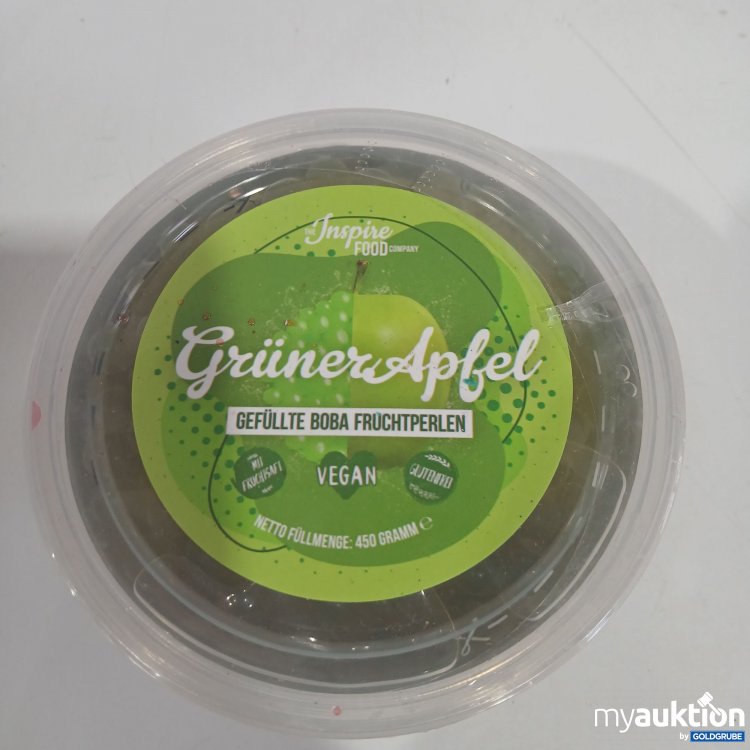 THE Inspire
FOOD COMPANY
Grüner Apfel
GEFÜLLTE BOBA FRUCHTPERLEN
MIT
FRUCHTSAFT
VEGAN
GLUTENFREI
NETTO FÜLLMENGE: 450 GRAMM ℮
myauktion
by GOLDGRUBE